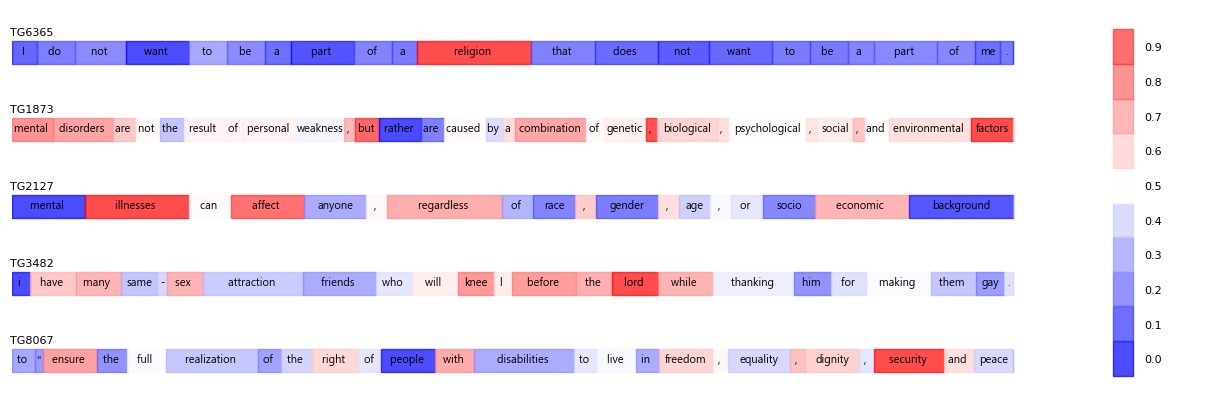 TG6365
I do not want to be a part of a religion that does not want to be a part of me .
TG1873
mental disorders are not the result of personal weakness , but rather are caused by a combination of genetic , biological , psychological , social , and environmental factors
TG2127
mental illnesses can affect anyone , regardless of race , gender , age , or socio economic background
TG3482
i have many same - sex attraction friends who will knee l before the lord while thanking him for making them gay .
TG8067
to " ensure the full realization of the right of people with disabilities to live in freedom , equality , dignity , security and peace
0.9
0.8
0.7
0.6
0.5
0.4
0.3
0.2
0.1
0.0